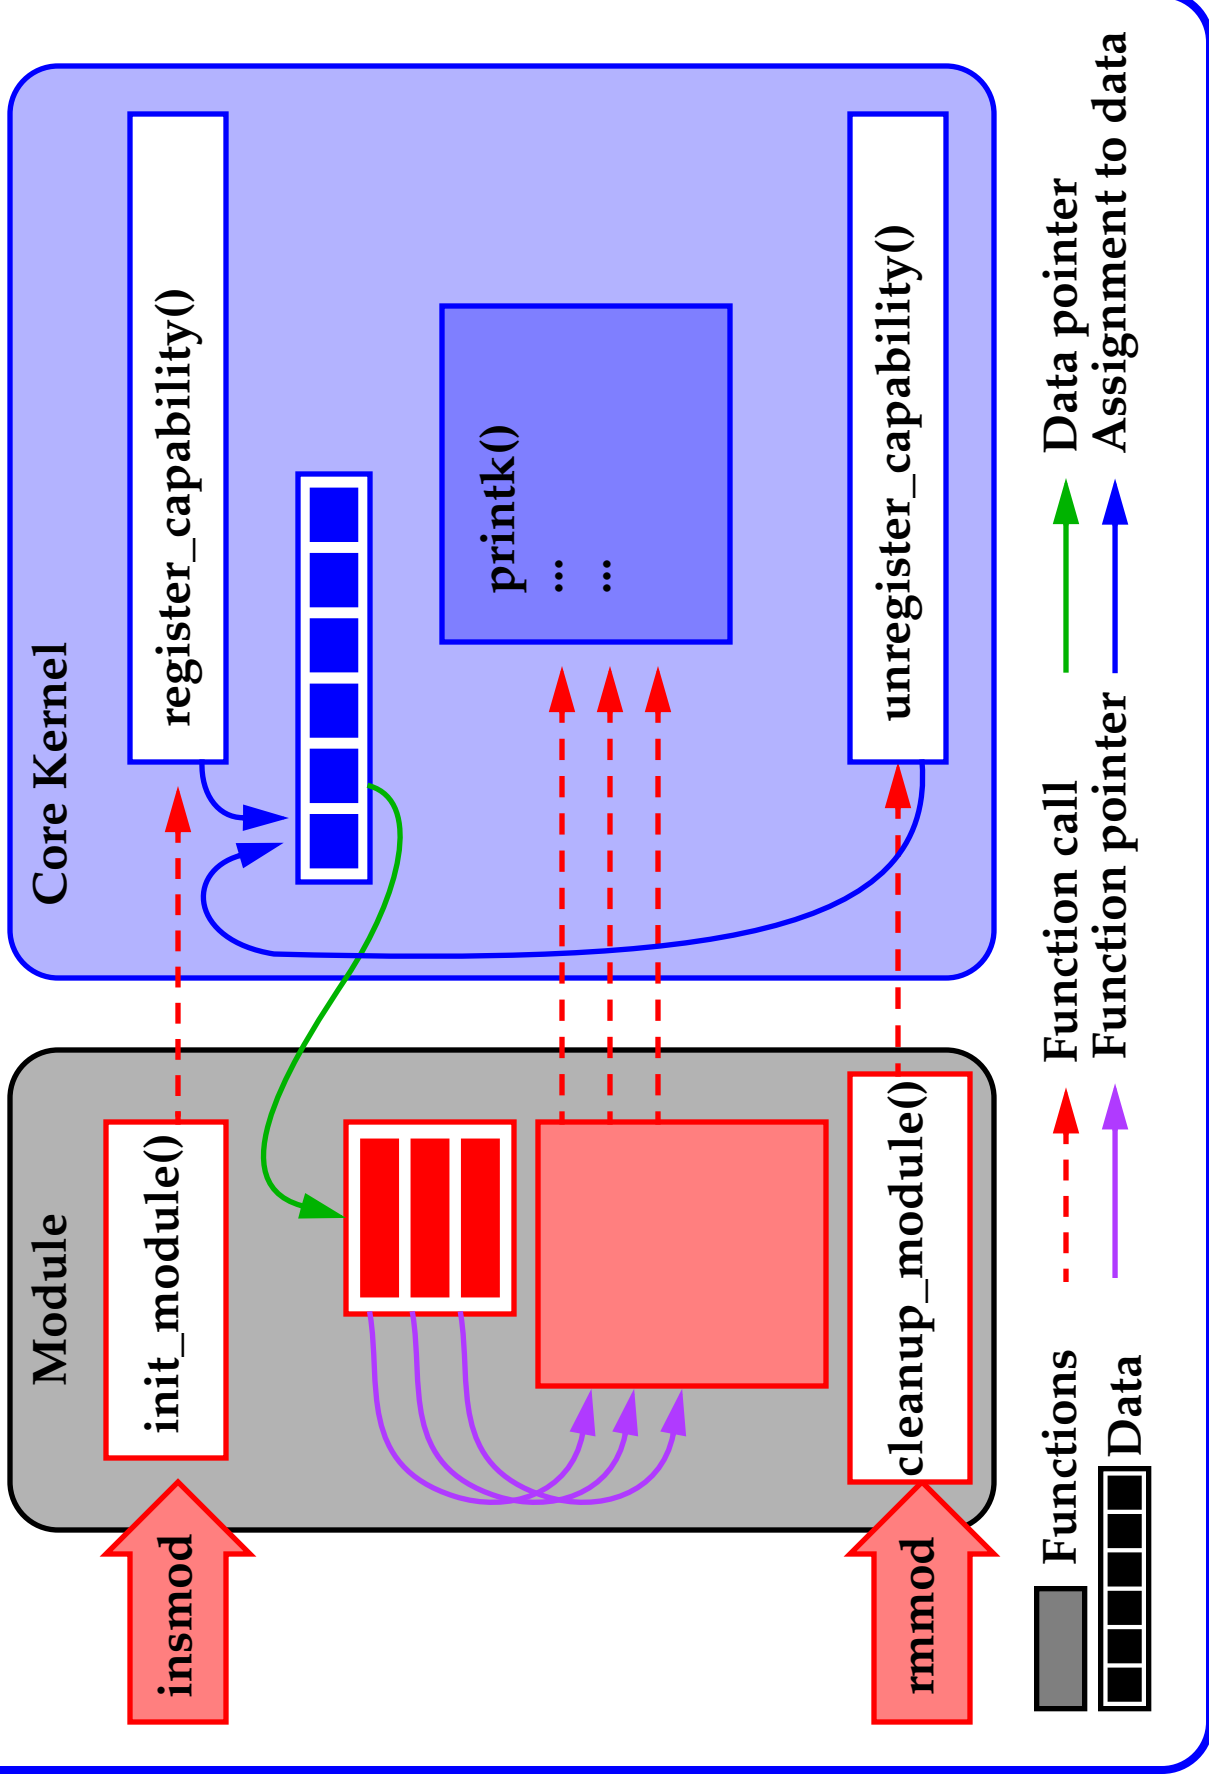 Module
Core Kernel
insmod
init_module()
register_capability()
printk()
...
...
rmmod
cleanup_module()
unregister_capability()
Functions
Function call
Data pointer
Data
Function pointer
Assignment to data